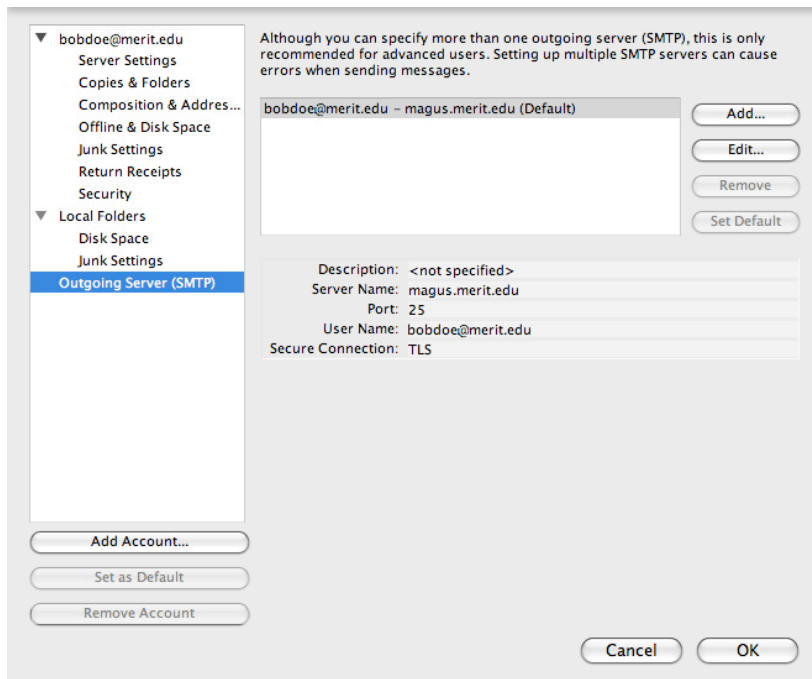 bobdoe@merit.edu
Server Settings
Copies & Folders
Composition & Addres...
Offline & Disk Space
Junk Settings
Return Receipts
Security
Local Folders
Disk Space
Junk Settings
Outgoing Server (SMTP)
Add Account...
Set as Default
Remove Account
Although you can specify more than one outgoing server (SMTP), this is only
recommended for advanced users. Setting up multiple SMTP servers can cause
errors when sending messages.
bobdoe@merit.edu – magus.merit.edu (Default)
Add...
Edit...
Remove
Set Default
Description: <not specified>
Server Name: magus.merit.edu
Port: 25
User Name: bobdoe@merit.edu
Secure Connection: TLS
Cancel
OK